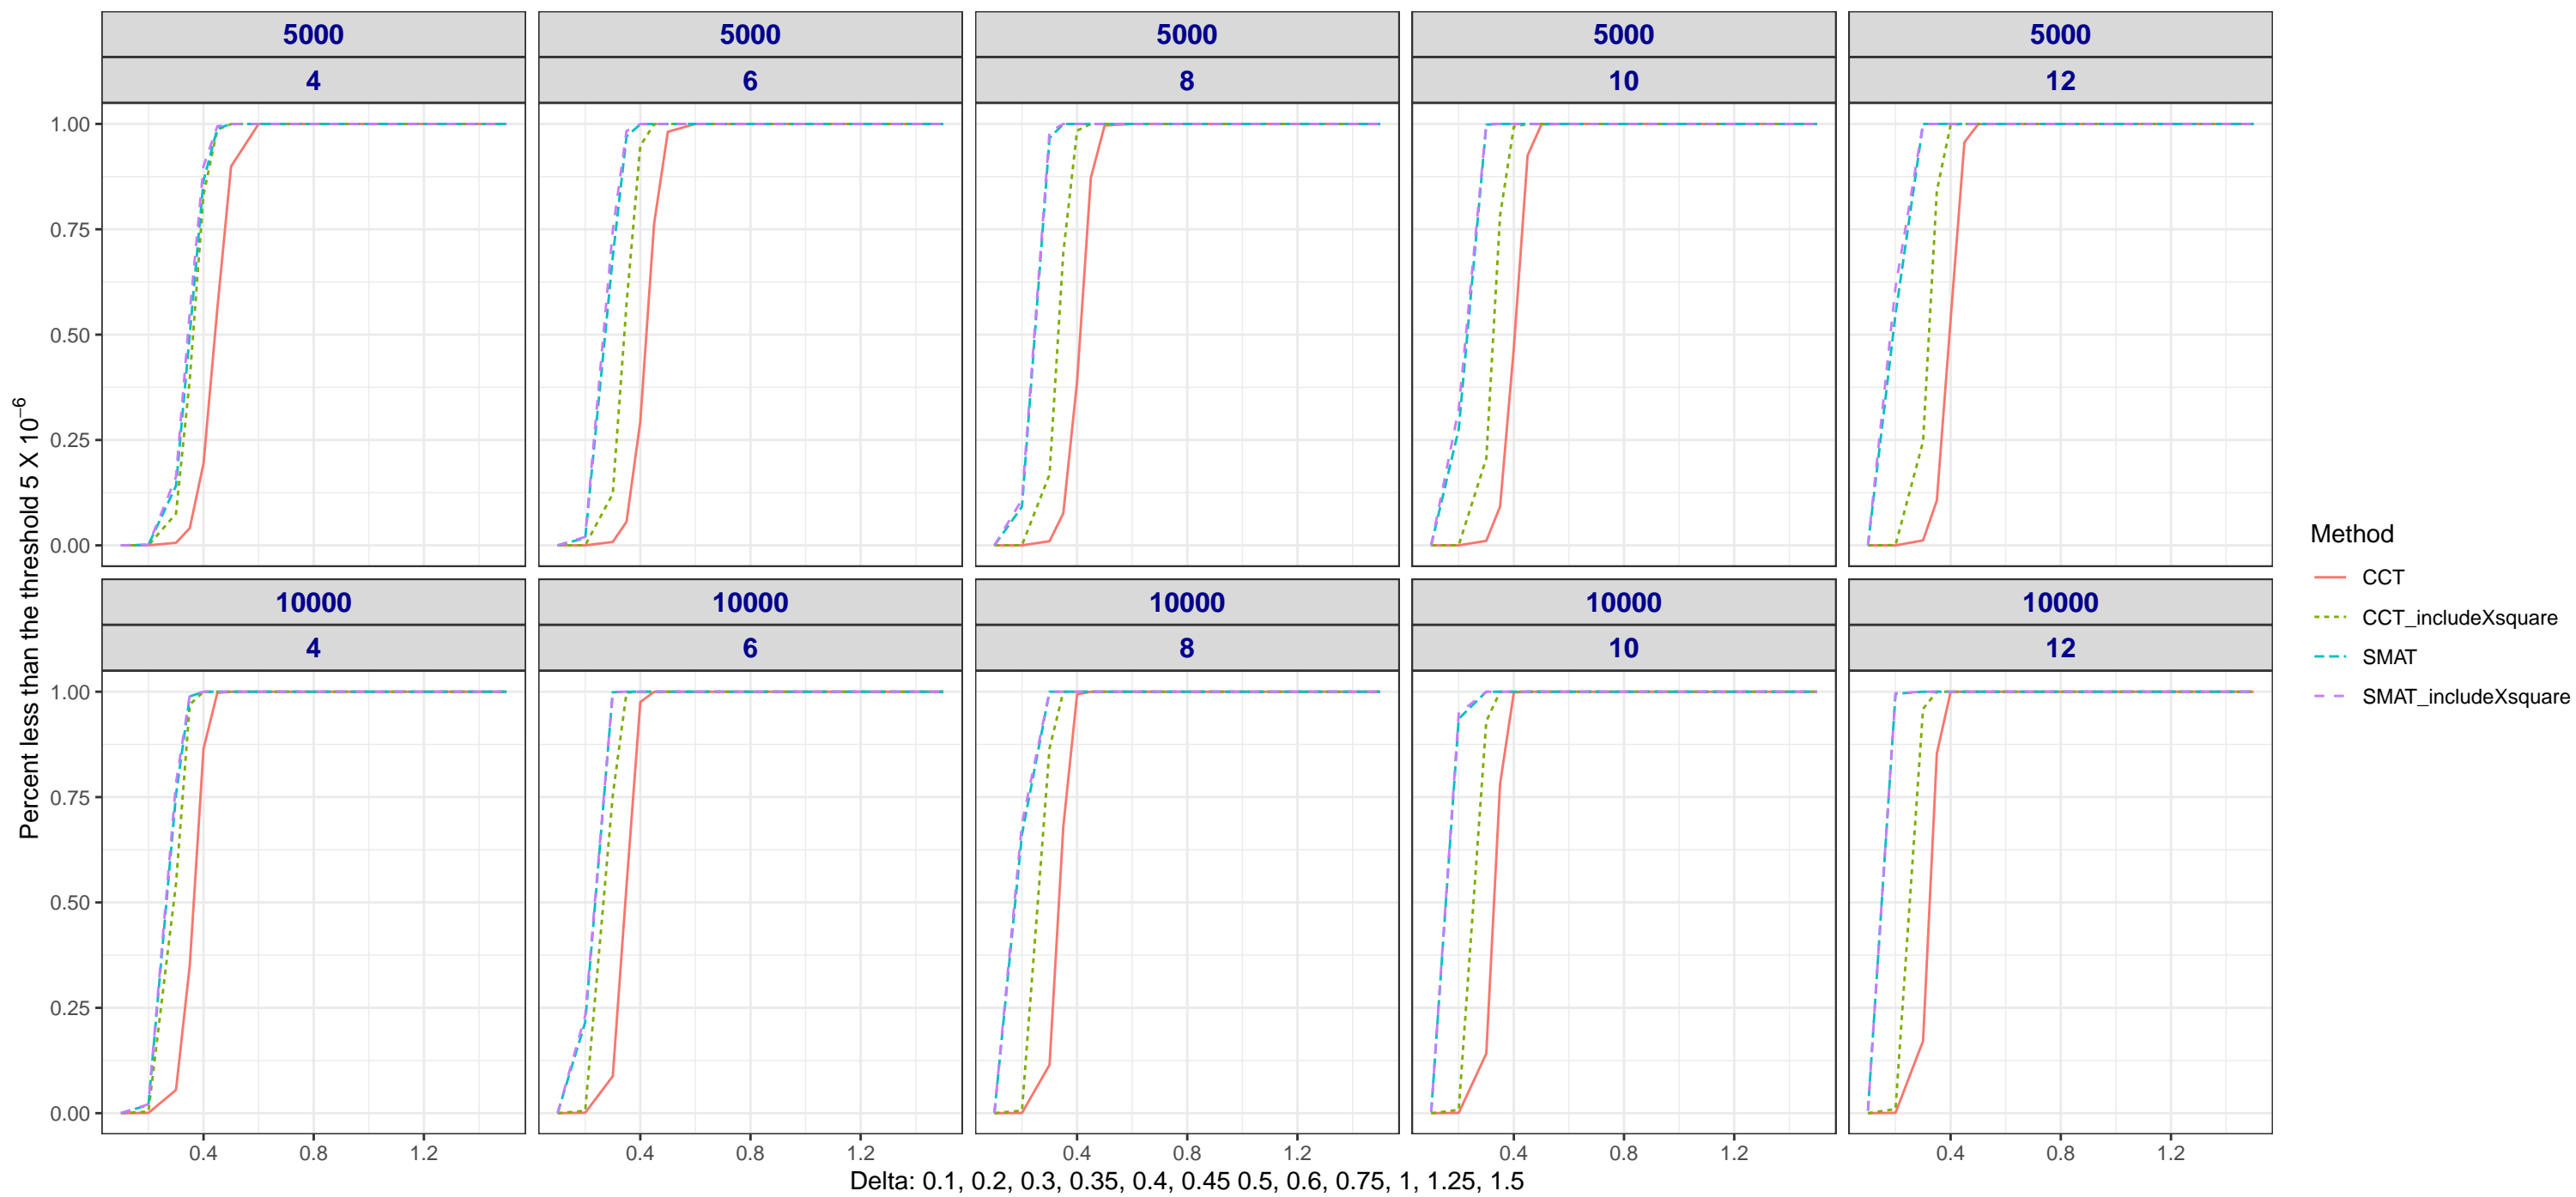 5000 5000 5000 5000 5000
4 6 8 10 12
1.00
0.75
0.50
0.25
0.00
10000 10000 10000 10000 10000
4 6 8 10 12
1.00
0.75
0.50
0.25
0.00
0.4 0.8 1.2 0.4 0.8 1.2 0.4 0.8 1.2 0.4 0.8 1.2 0.4 0.8 1.2
Delta: 0.1, 0.2, 0.3, 0.35, 0.4, 0.45 0.5, 0.6, 0.75, 1, 1.25, 1.5
Percent less than the threshold 5 X 10⁻⁶
Method
CCT
CCT_includeXsquare
SMAT
SMAT_includeXsquare